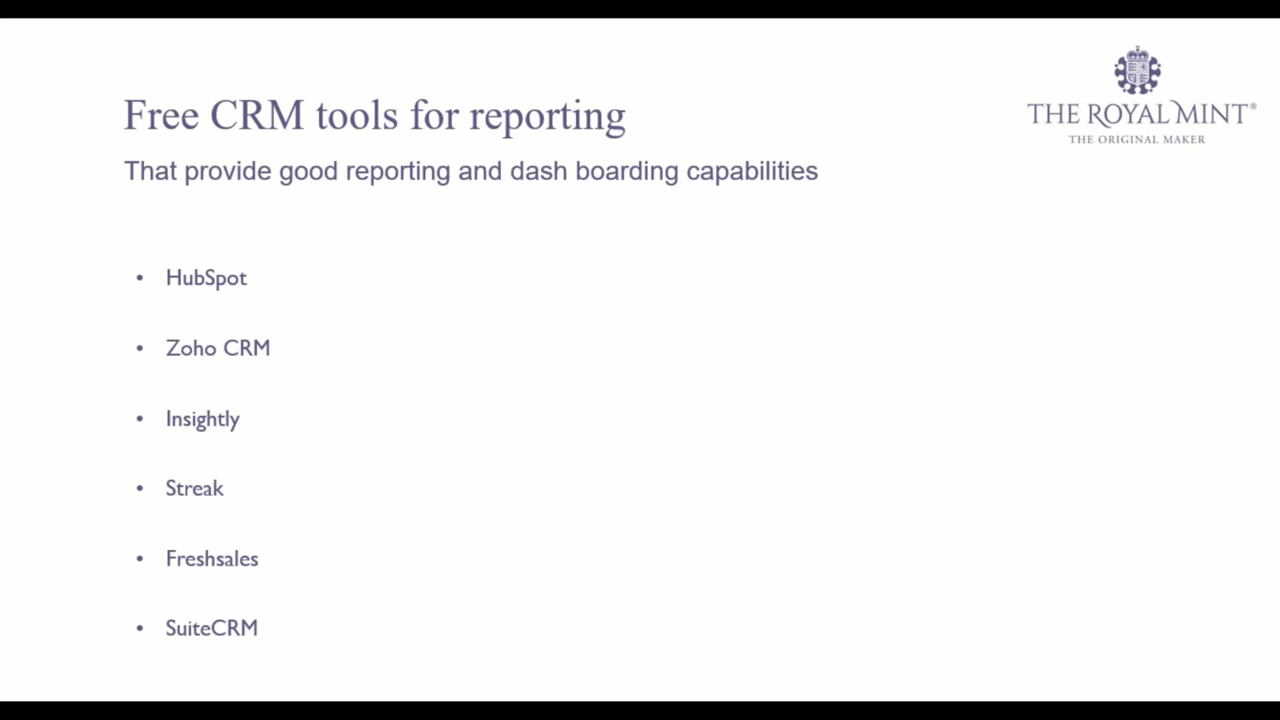 THE ROYAL MINT®
THE ORIGINAL MAKER
Free CRM tools for reporting
That provide good reporting and dash boarding capabilities
• HubSpot
• Zoho CRM
• Insightly
• Streak
• Freshsales
• SuiteCRM